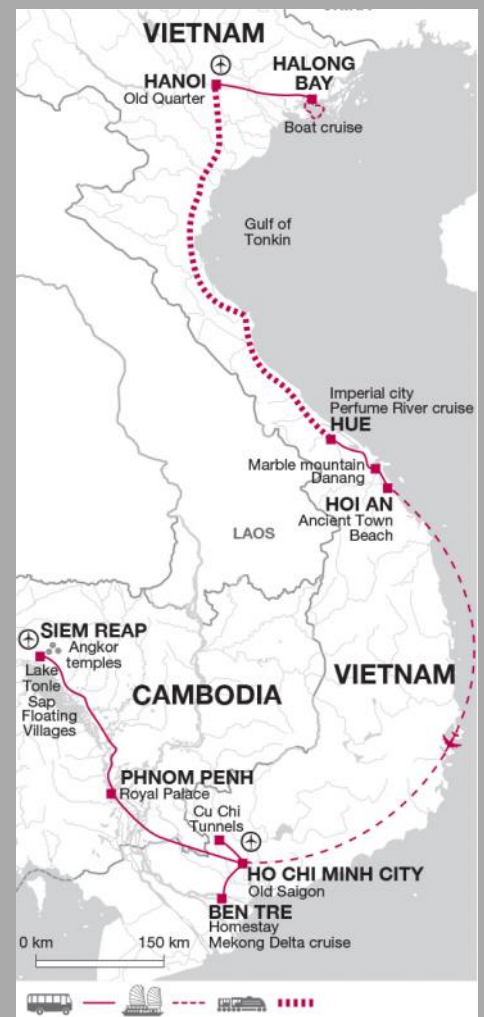 VIETNAM
HANOI
Old Quarter
HALONG
BAY
Boat cruise
Gulf of
Tonkin
Imperial city
Perfume River cruise
HUE
Marble mountain
Danang
HOI AN
Ancient Town
Beach
LAOS
SIEM REAP
Angkor
temples
Lake
Tonle
Sap
Floating
Villages
VIETNAM
CAMBODIA
PHNOM PENH
Royal Palace
Cu Chi
Tunnels
HO CHI MINH CITY
Old Saigon
BEN TRE
Homestay
Mekong Delta cruise
0 km
150 km